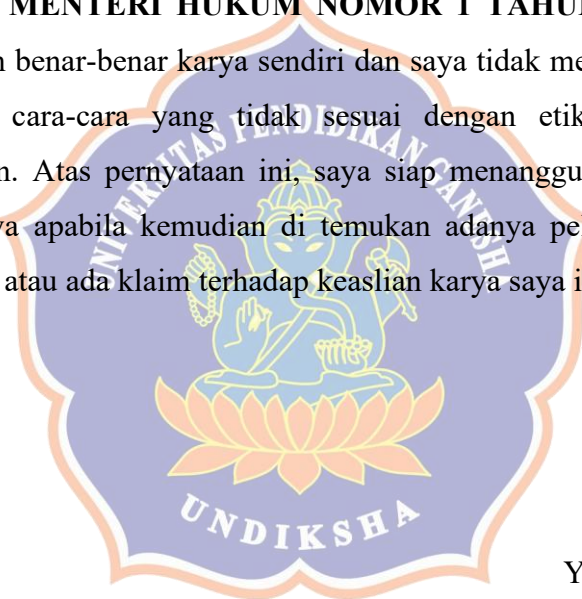 MENTERI HUKUM NOMOR 1 TAHUN
benar-benar karya sendiri dan saya tidak me
cara-cara yang tidak sesuai dengan etik
n. Atas pernyataan ini, saya siap menanggu
ya apabila kemudian di temukan adanya pe
atau ada klaim terhadap keaslian karya saya i
UNIVERSITAS PENDIDIKAN GANESHA
UNDIKSHA
Y